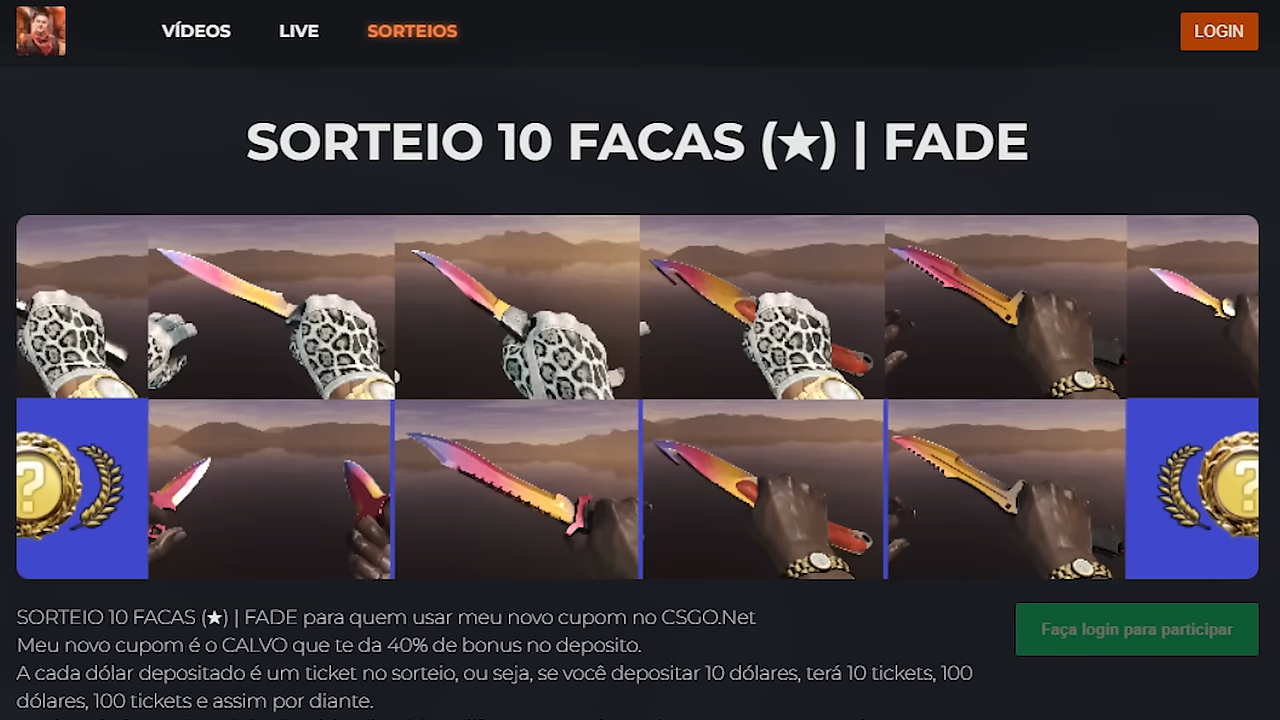 VÍDEOS
LIVE
SORTEIOS
LOGIN
SORTEIO 10 FACAS (★) | FADE
?
?
SORTEIO 10 FACAS (★) | FADE para quem usar meu novo cupom no CSGO.Net
Meu novo cupom é o CALVO que te da 40% de bonus no deposito.
A cada dólar depositado é um ticket no sorteio, ou seja, se você depositar 10 dólares, terá 10 tickets, 100
dólares, 100 tickets e assim por diante.
Faça login para participar